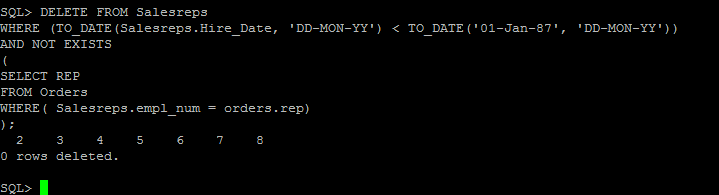 SQL> DELETE FROM Salesreps
WHERE (TO_DATE(Salesreps.Hire_Date, 'DD-MON-YY') < TO_DATE('01-Jan-87', 'DD-MON-YY'))
AND NOT EXISTS
(
SELECT REP
FROM Orders
WHERE( Salesreps.empl_num = orders.rep)
);
  2    3    4    5    6    7    8
0 rows deleted.
SQL>